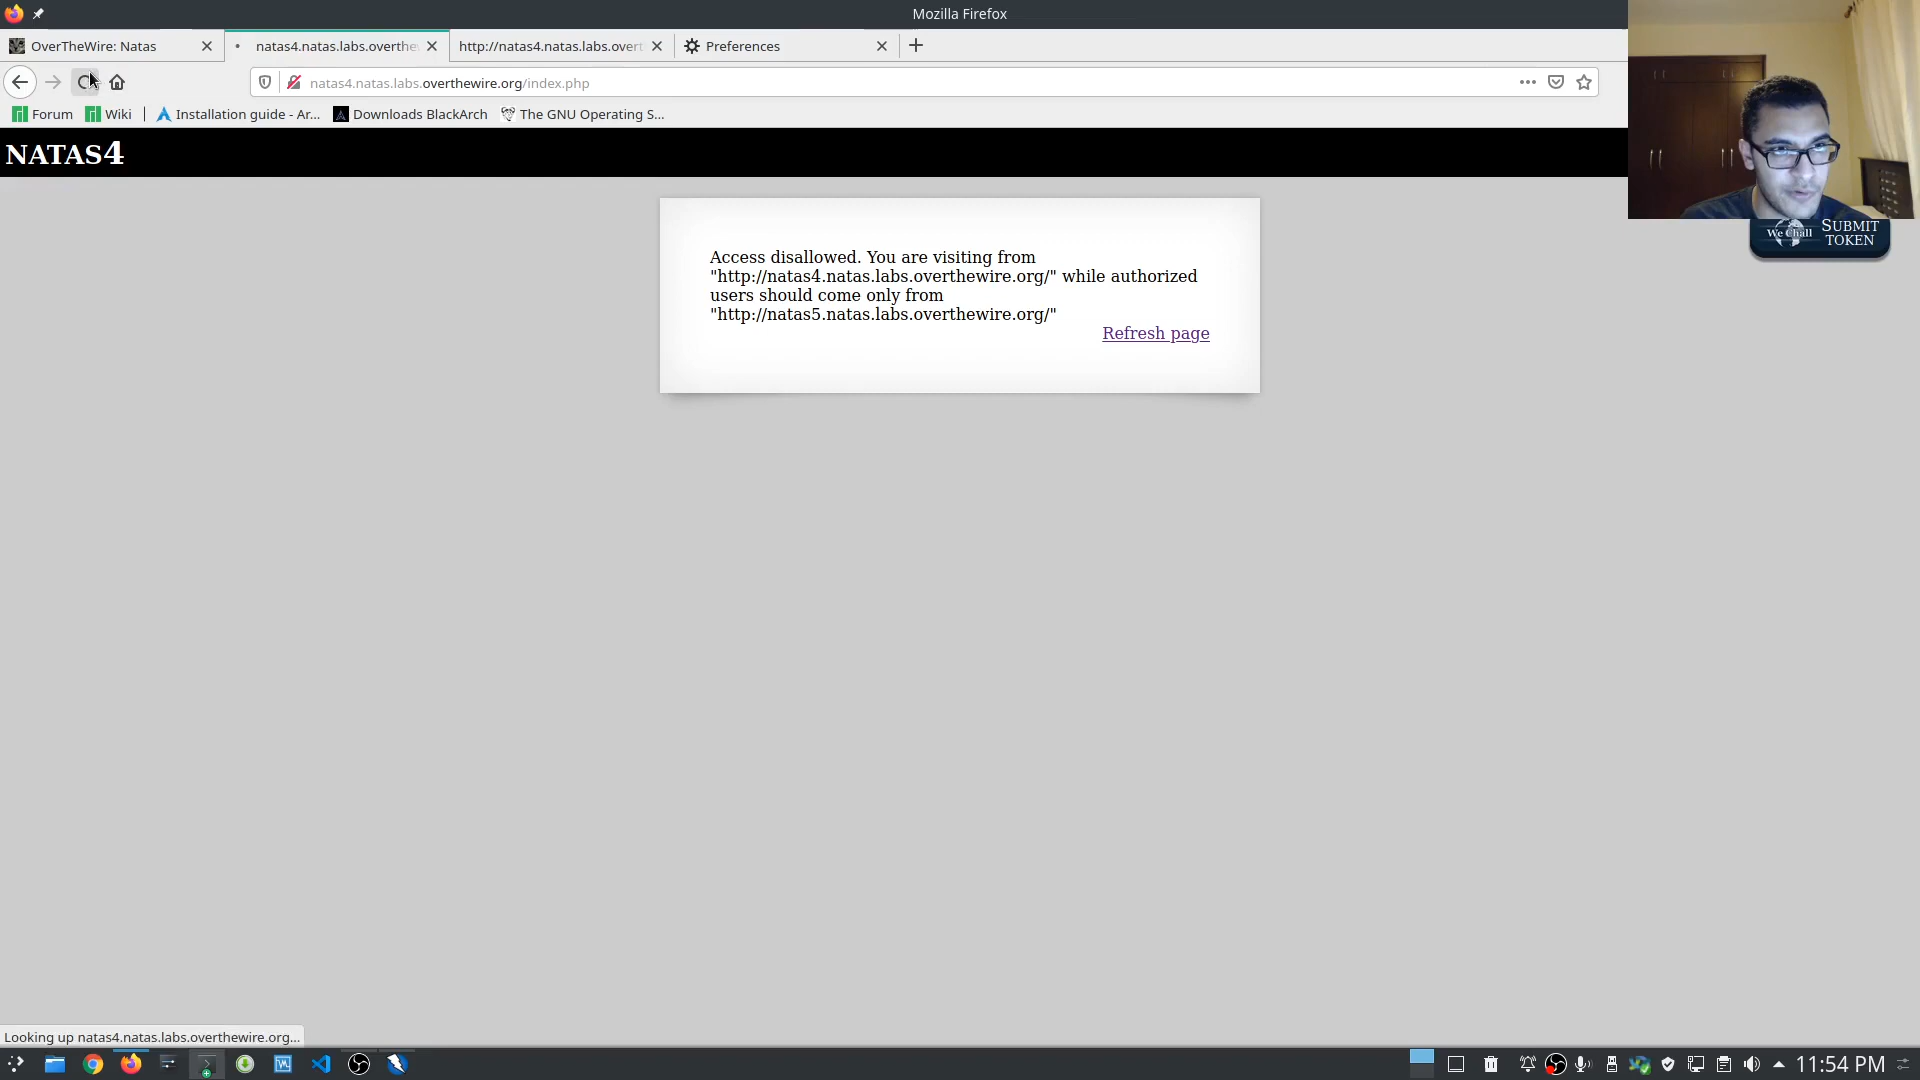 Mozilla Firefox
OverTheWire: Natas
natas4.natas.labs.overthe
http://natas4.natas.labs.overt
Preferences
natas4.natas.labs.overthewire.org/index.php
Forum
Wiki
Installation guide - Ar...
Downloads BlackArch
The GNU Operating S...
NATAS4
We Chall
SUBMIT
TOKEN
Access disallowed. You are visiting from
"http://natas4.natas.labs.overthewire.org/" while authorized
users should come only from
"http://natas5.natas.labs.overthewire.org/"
Refresh page
Looking up natas4.natas.labs.overthewire.org...
11:54 PM